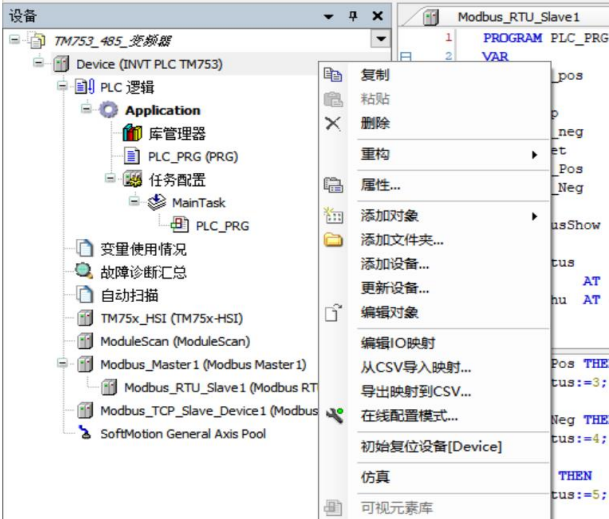 设备
TM753_485_变频器
Device (INVT PLC TM753)
PLC 逻辑
Application
库管理器
PLC_PRG (PRG)
任务配置
MainTask
PLC_PRG
变量使用情况
故障诊断汇总
自动扫描
TM75x_HSI (TM75x-HSI)
ModuleScan (ModuleScan)
Modbus_Master1 (Modbus Master1)
Modbus_RTU_Slave1 (Modbus RT
Modbus_TCP_Slave_Device1 (Modbus
SoftMotion General Axis Pool
复制
粘贴
删除
重构
属性...
添加对象
添加文件夹...
添加设备...
更新设备...
编辑对象
编辑IO映射
从CSV导入映射...
导出映射到CSV...
在线配置模式...
初始复位设备[Device]
仿真
可视元素库
Modbus_RTU_Slave1
1 PROGRAM PLC_PRG
2 VAR
_pos
p
_neg
et
_Pos
_Neg
usShow
tus
AT
hu AT
Pos THE
tus:=3;
Neg THE
tus:=4;
THEN
tus:=5;